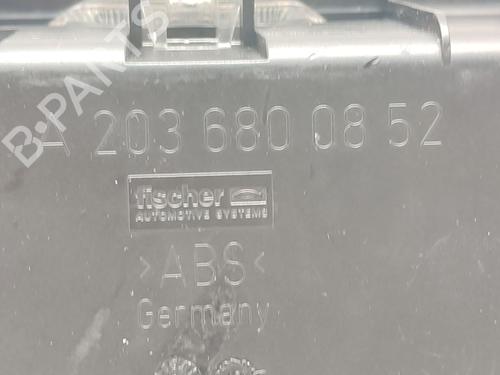 B-PARTS
A 203 680 08 52
fischer
AUTOMOTIVE SYSTEMS
>ABS<
Germany